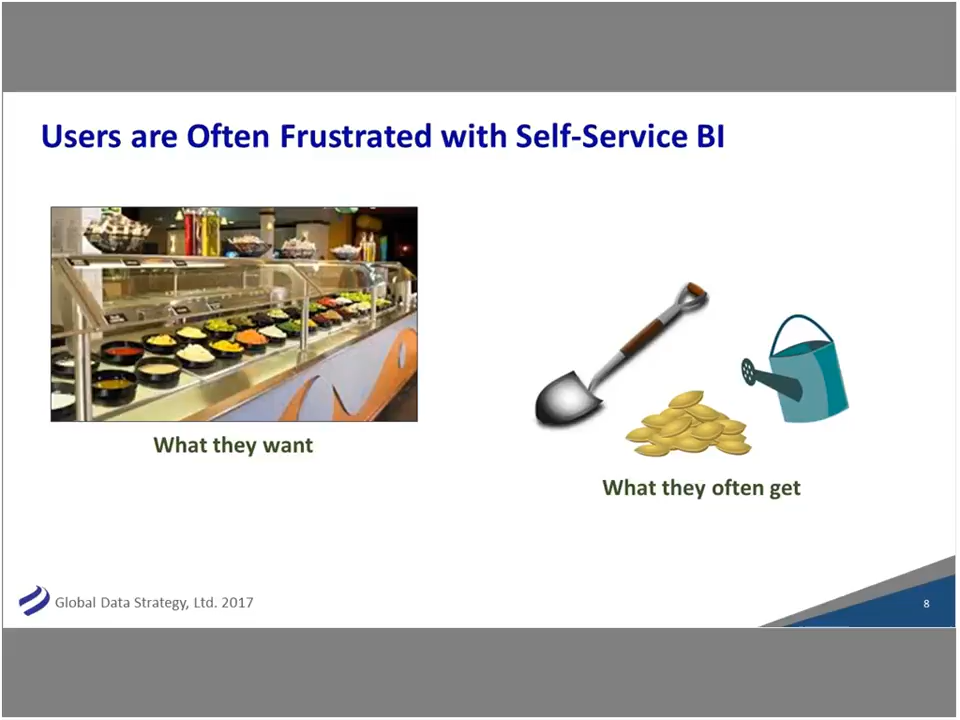 Users are Often Frustrated with Self-Service BI
What they want
What they often get
Global Data Strategy, Ltd. 2017
8